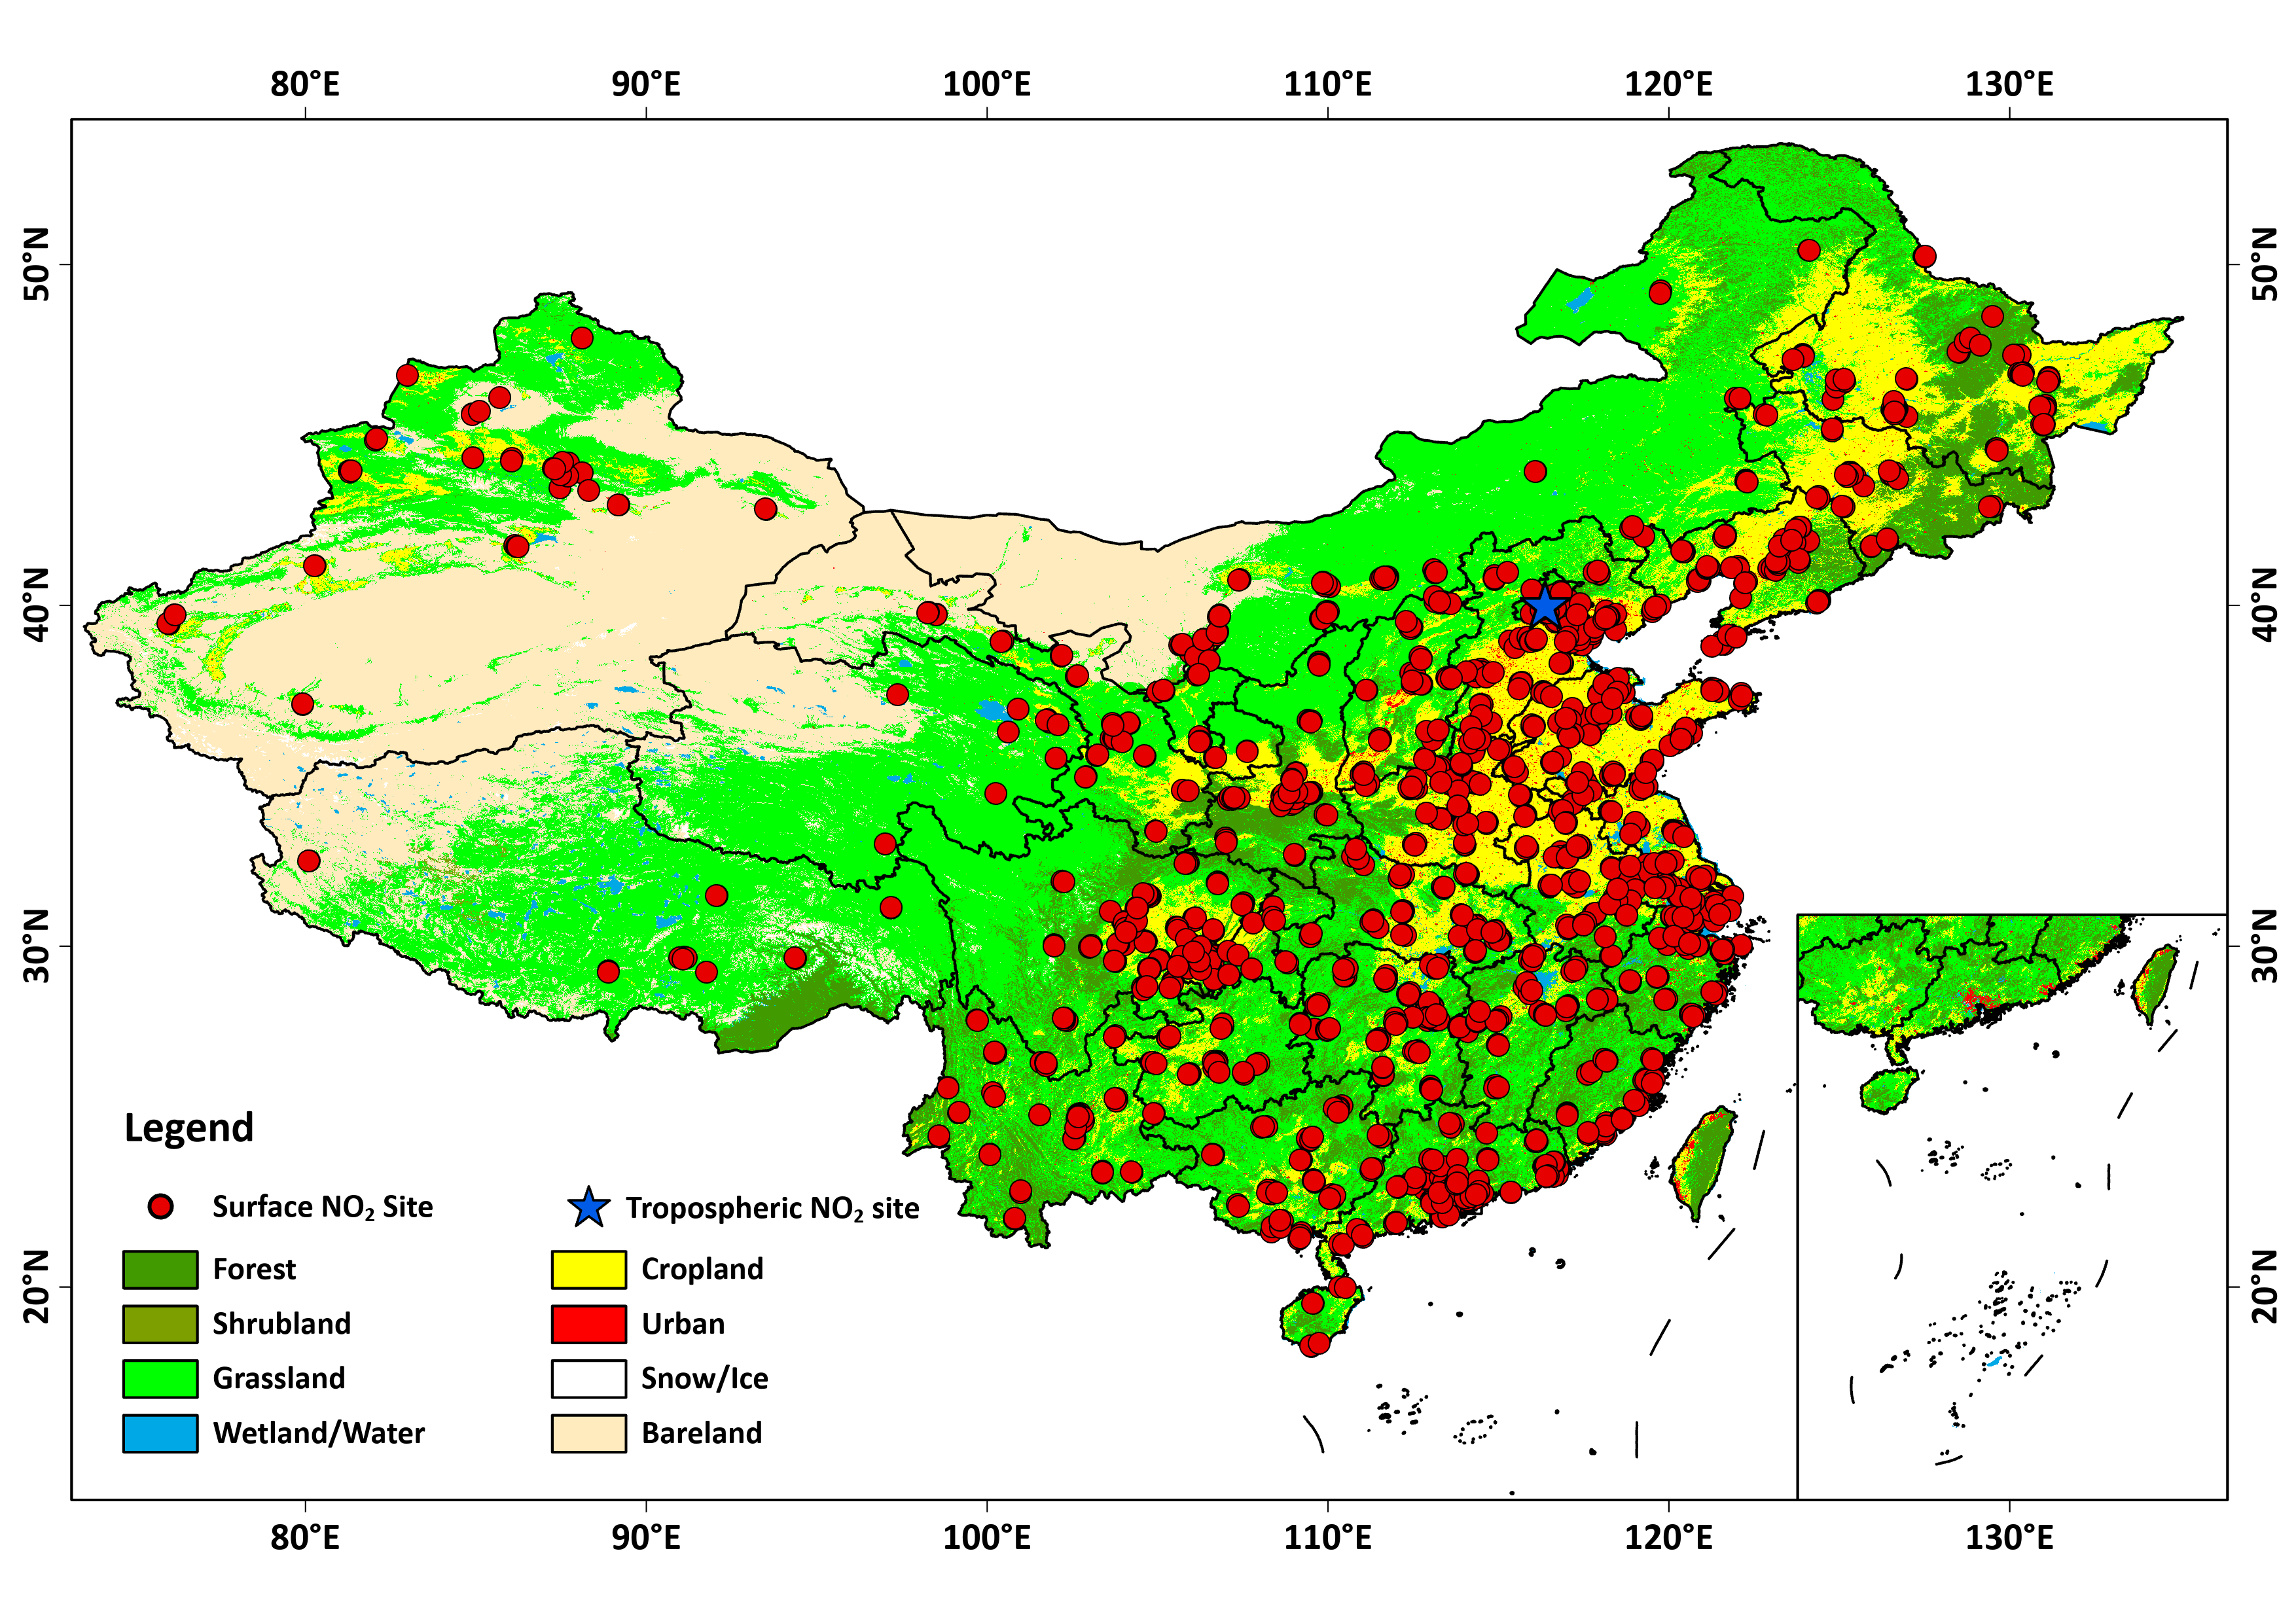 80°E 90°E 100°E 110°E 120°E 130°E
50°N 50°N
40°N 40°N
30°N 30°N
20°N 20°N
Legend
Surface NO₂ Site Tropospheric NO₂ site
Forest Cropland
Shrubland Urban
Grassland Snow/Ice
Wetland/Water Bareland
80°E 90°E 100°E 110°E 120°E 130°E